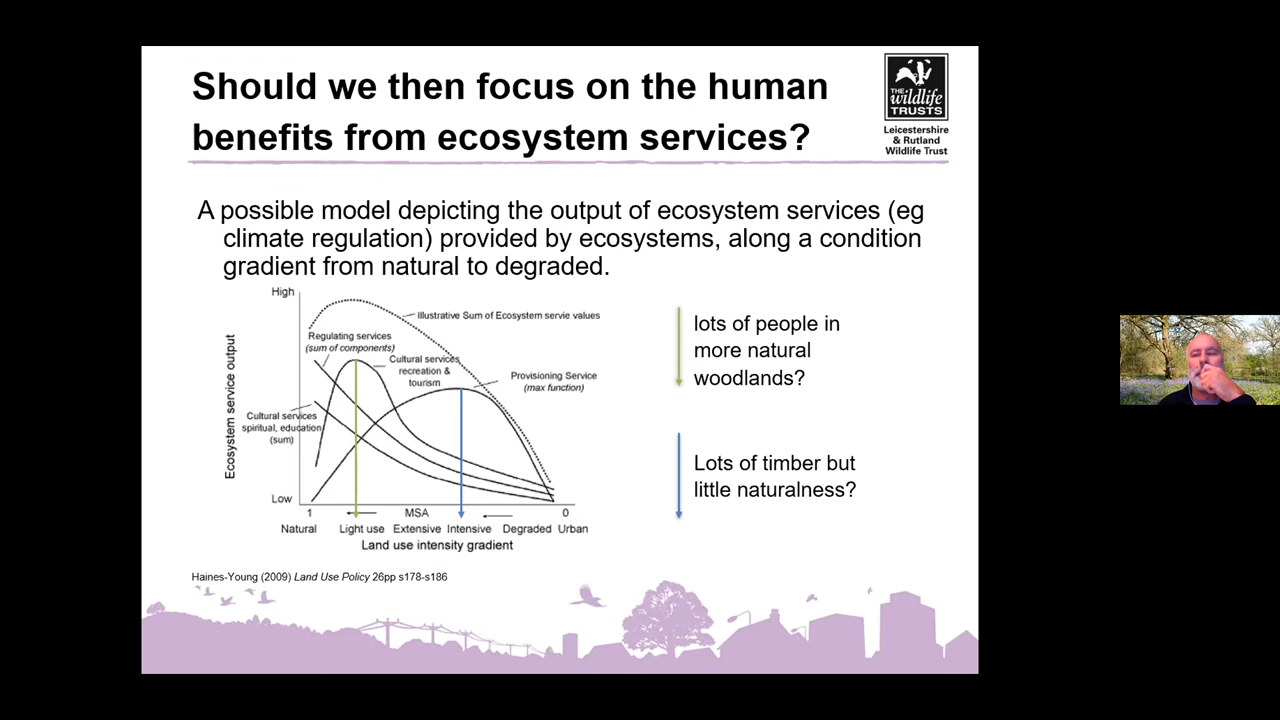 Should we then focus on the human
benefits from ecosystem services?
THE
wildlife
TRUSTS
Leicestershire
& Rutland
Wildlife Trust
A possible model depicting the output of ecosystem services (eg
climate regulation) provided by ecosystems, along a condition
gradient from natural to degraded.
High
Illustrative Sum of Ecosystem servie values
Regulating services
(sum of components)
Cultural services
recreation &
tourism
Provisioning Service
(max function)
Cultural services
spiritual, education
(sum)
Ecosystem service output
Low
1
MSA
0
Natural
Light use
Extensive
Intensive
Degraded
Urban
Land use intensity gradient
lots of people in
more natural
woodlands?
Lots of timber but
little naturalness?
Haines-Young (2009) Land Use Policy 26pp s178-s186